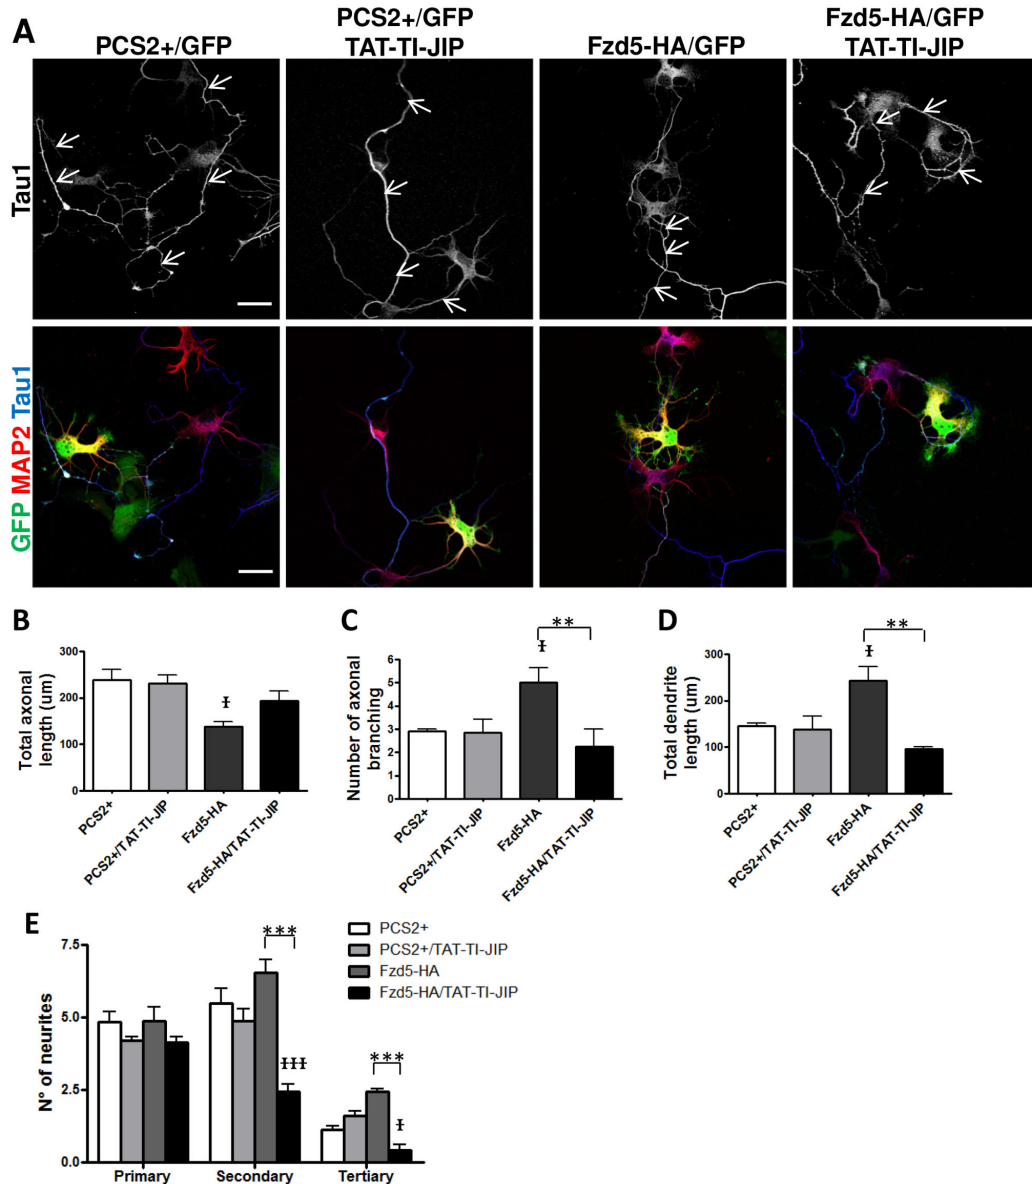 A
PCS2+/GFP
PCS2+/GFP
TAT-TI-JIP
Fzd5-HA/GFP
Fzd5-HA/GFP
TAT-TI-JIP
Tau1
GFP MAP2 Tau1
B
Total axonal
length (um)
300
200
100
0
PCS2+
PCS2+/TAT-TI-JIP
Fzd5-HA
Fzd5-HA/TAT-TI-JIP
Ɨ
C
Number of axonal
branching
6
5
4
3
2
1
0
PCS2+
PCS2+/TAT-TI-JIP
Fzd5-HA
Fzd5-HA/TAT-TI-JIP
Ɨ
**
D
Total dendrite
length (um)
300
200
100
0
PCS2+
PCS2+/TAT-TI-JIP
Fzd5-HA
Fzd5-HA/TAT-TI-JIP
Ɨ
**
E
N° of neurites
7.5
5.0
2.5
0.0
Primary
Secondary
Tertiary
***
ƗƗƗ
***
Ɨ
PCS2+
PCS2+/TAT-TI-JIP
Fzd5-HA
Fzd5-HA/TAT-TI-JIP